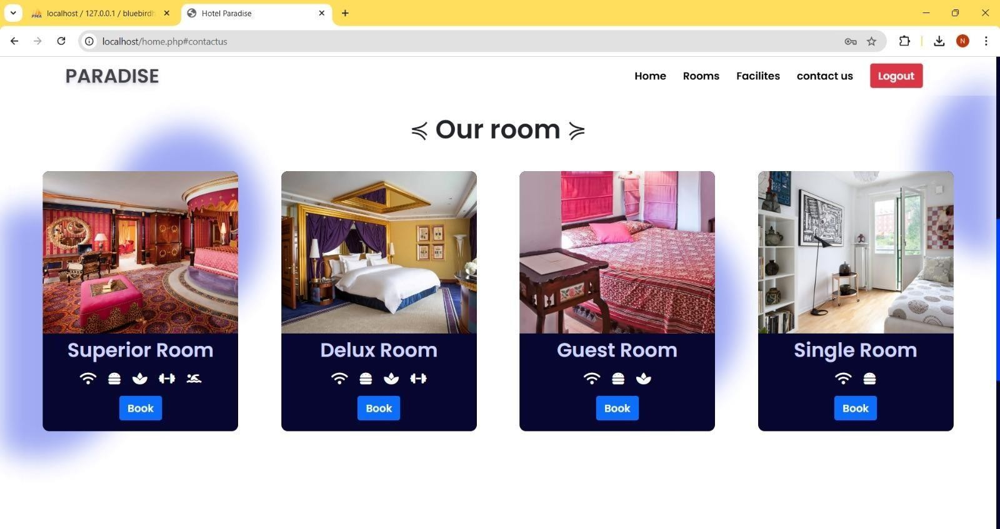 localhost / 127.0.0.1 / bluebirdh
Hotel Paradise
localhost/home.php#contactus
N
PARADISE
Home
Rooms
Facilites
contact us
Logout
≼ Our room ≽
Superior Room
Delux Room
Guest Room
Single Room
Book
Book
Book
Book